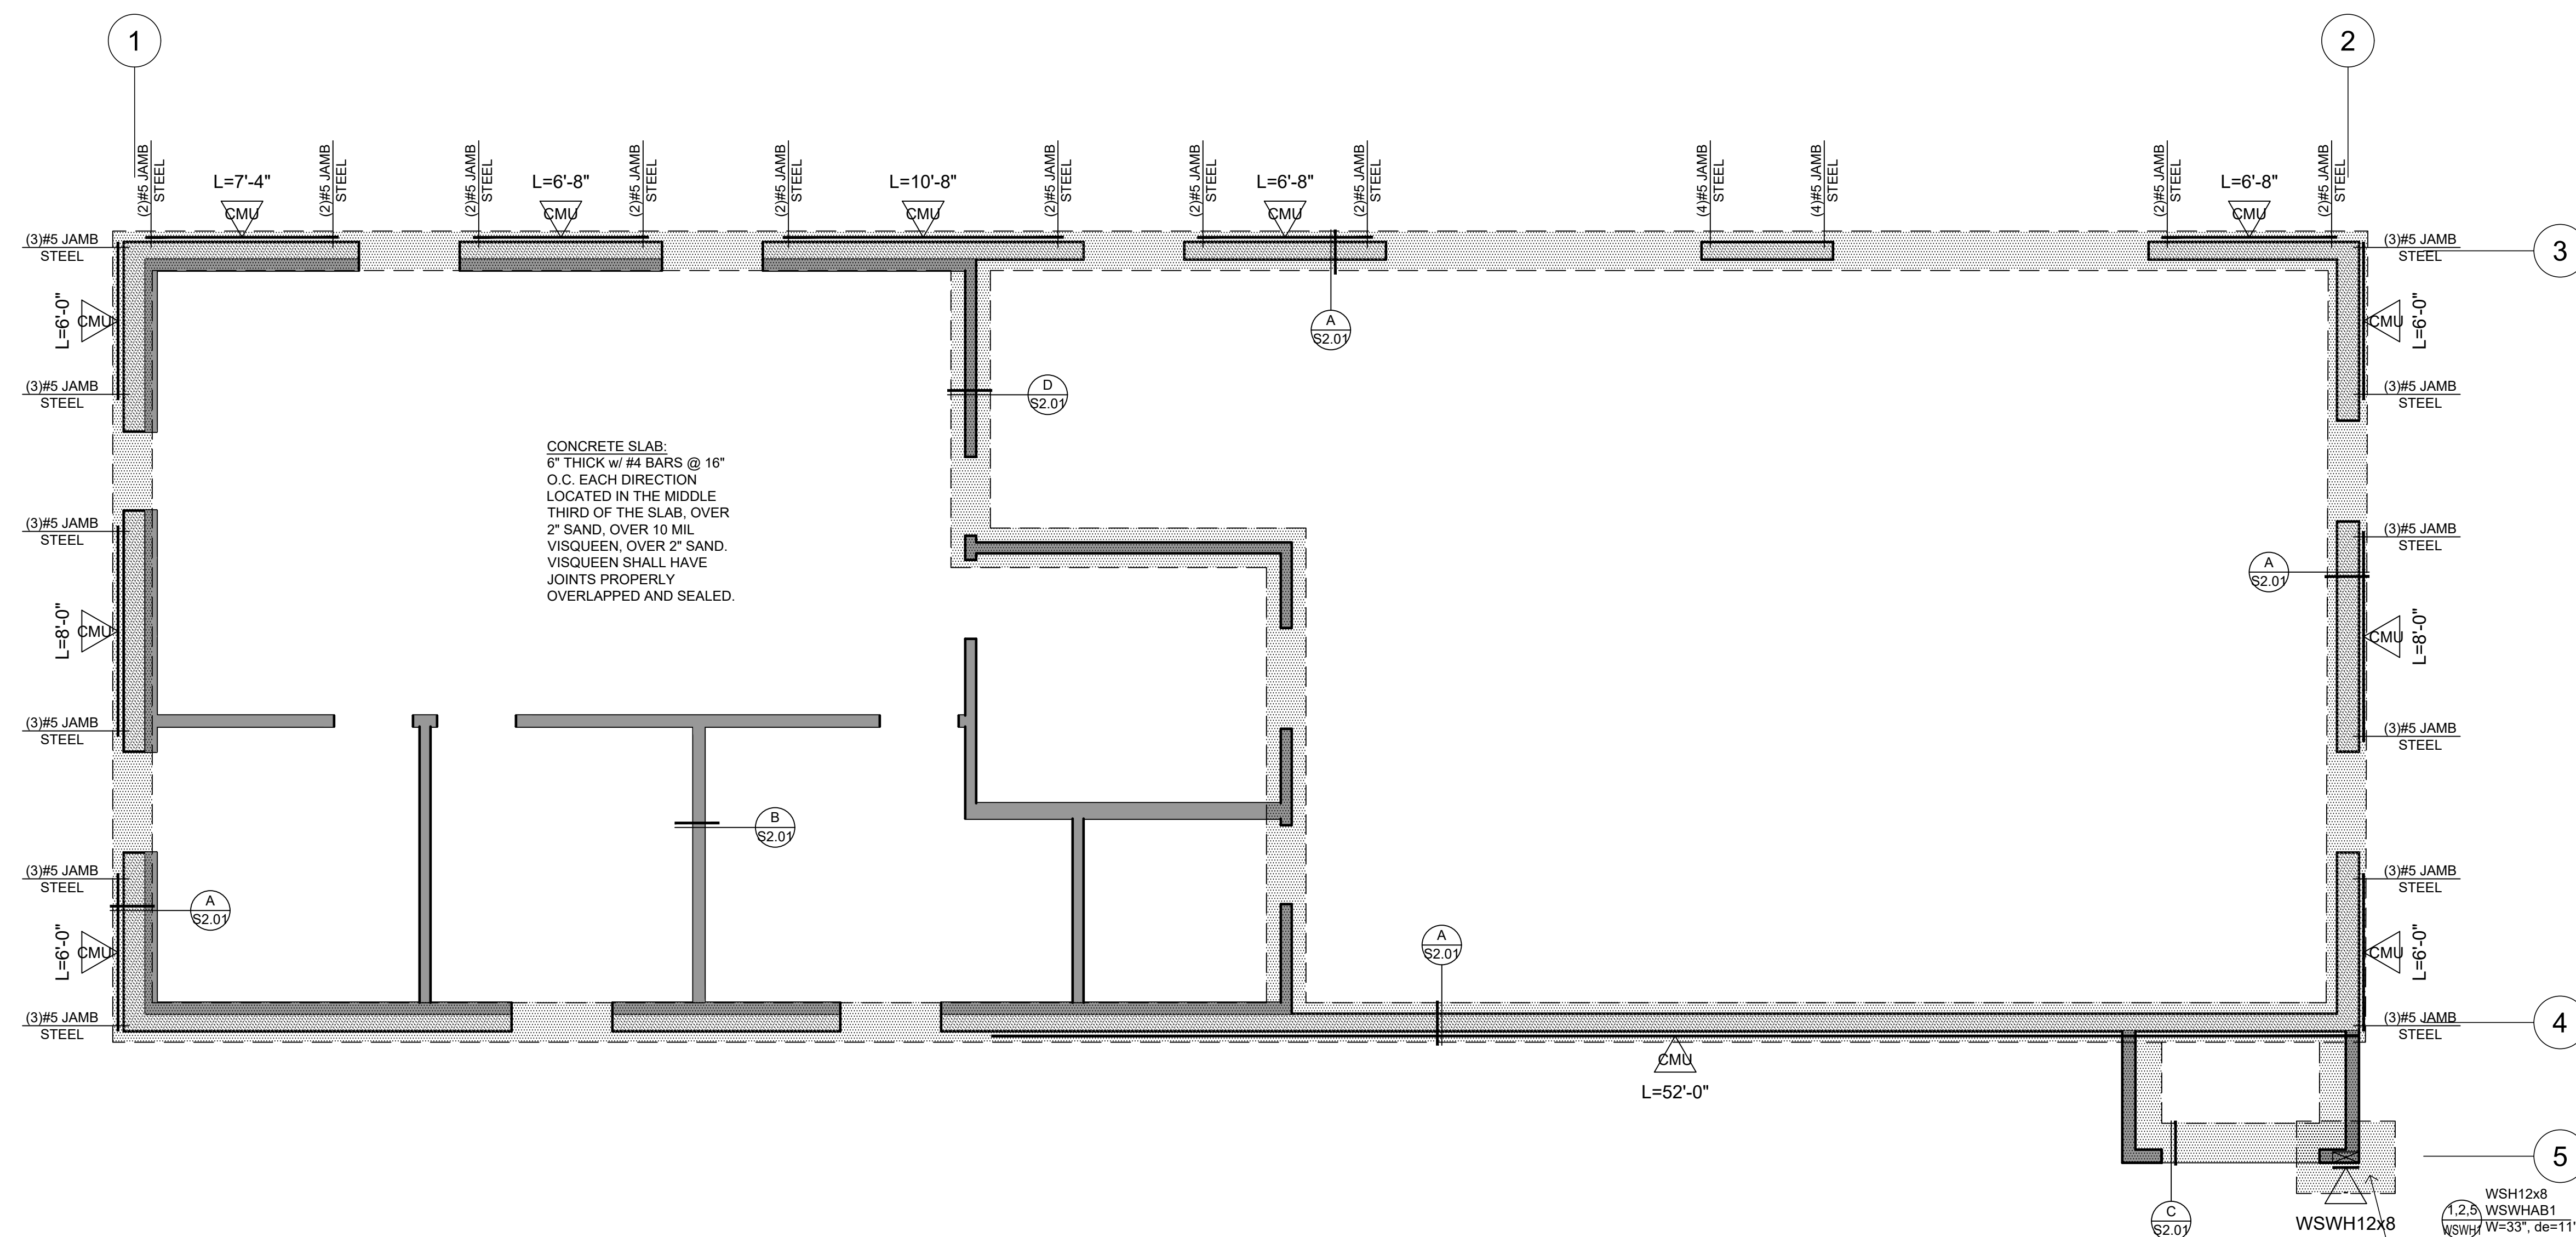 1
2
(2)#5 JAMB
STEEL
(2)#5 JAMB
STEEL
(2)#5 JAMB
STEEL
(2)#5 JAMB
STEEL
(2)#5 JAMB
STEEL
(2)#5 JAMB
STEEL
(2)#5 JAMB
STEEL
(2)#5 JAMB
STEEL
(4)#5 JAMB
STEEL
(4)#5 JAMB
STEEL
(2)#5 JAMB
STEEL
(2)#5 JAMB
STEEL
L=7'-4"
CMU
L=6'-8"
CMU
L=10'-8"
CMU
L=6'-8"
CMU
L=6'-8"
CMU
(3)#5 JAMB
STEEL
(3)#5 JAMB
STEEL
3
L=6'-0"
CMU
A
S2.01
CMU
L=6'-0"
(3)#5 JAMB
STEEL
D
S2.01
(3)#5 JAMB
STEEL
CONCRETE SLAB:
6" THICK w/ #4 BARS @ 16"
O.C. EACH DIRECTION
LOCATED IN THE MIDDLE
THIRD OF THE SLAB, OVER
2" SAND, OVER 10 MIL
VISQUEEN, OVER 2" SAND.
VISQUEEN SHALL HAVE
JOINTS PROPERLY
OVERLAPPED AND SEALED.
(3)#5 JAMB
STEEL
(3)#5 JAMB
STEEL
A
S2.01
L=8'-0"
CMU
CMU
L=8'-0"
(3)#5 JAMB
STEEL
(3)#5 JAMB
STEEL
B
S2.01
(3)#5 JAMB
STEEL
(3)#5 JAMB
STEEL
A
S2.01
A
S2.01
L=6'-0"
CMU
CMU
L=6'-0"
(3)#5 JAMB
STEEL
(3)#5 JAMB
STEEL
4
CMU
L=52'-0"
5
C
S2.01
WSWH12x8
1,2,5
WSWH1
WSH12x8
WSWHAB1
W=33", de=11"